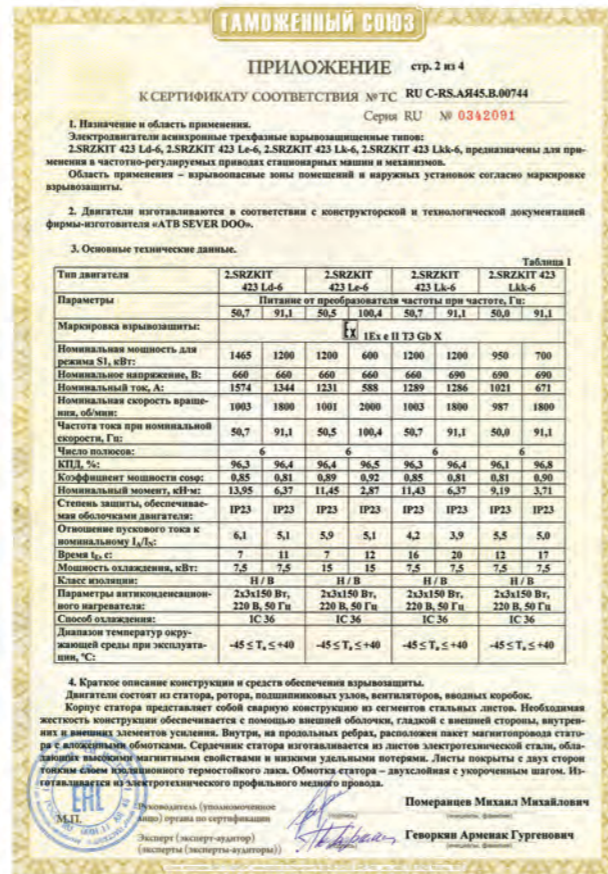 ТАМОЖЕННЫЙ СОЮЗ
ПРИЛОЖЕНИЕ стр. 2 из 4
К СЕРТИФИКАТУ СООТВЕТСТВИЯ № ТС RU C-RS.АЯ45.В.00744
Серия RU № 0342091
1. Назначение и область применения.
Электродвигатели асинхронные трехфазные взрывозащищенные типов:
2.SRZKIT 423 Ld-6, 2.SRZKIT 423 Le-6, 2.SRZKIT 423 Lk-6, 2.SRZKIT 423 Lkk-6, предназначены для при-
менения в частотно-регулируемых приводах стационарных машин и механизмов.
Область применения – взрывоопасные зоны помещений и наружных установок согласно маркировке
взрывозащиты.
2. Двигатели изготавливаются в соответствии с конструкторской и технологической документацией
фирмы-изготовителя «ATB SEVER DOO».
3. Основные технические данные.
Таблица 1
Тип двигателя 2.SRZKIT 2.SRZKIT 2.SRZKIT 2.SRZKIT 423
423 Ld-6 423 Le-6 423 Lk-6 Lkk-6
Параметры Питание от преобразователя частоты при частоте, Гц:
50,7 91,1 50,5 100,4 50,7 91,1 50,0 91,1
Маркировка взрывозащиты: Ex 1Ex e II T3 Gb X
Номинальная мощность для
режима S1, кВт: 1465 1200 1200 600 1200 1200 950 700
Номинальное напряжение, В: 660 660 660 660 660 690 690 690
Номинальный ток, А: 1574 1344 1231 588 1289 1286 1021 671
Номинальная скорость враще-
ния, об/мин: 1003 1800 1001 2000 1003 1800 987 1800
Частота тока при номинальной
скорости, Гц: 50,7 91,1 50,5 100,4 50,7 91,1 50,0 91,1
Число полюсов: 6 6 6 6
КПД, %: 96,3 96,4 96,4 96,5 96,3 96,4 96,1 96,8
Коэффициент мощности cosφ: 0,85 0,81 0,89 0,92 0,85 0,81 0,81 0,90
Номинальный момент, кН·м: 13,95 6,37 11,45 2,87 11,43 6,37 9,19 3,71
Степень защиты, обеспечивае-
мая оболочками двигателя: IP23 IP23 IP23 IP23 IP23 IP23 IP23 IP23
Отношение пускового тока к
номинальному I_A/I_N: 6,1 5,1 5,9 5,1 4,2 3,9 5,5 5,0
Время t_E, с: 7 11 7 12 16 20 12 17
Мощность охлаждения, кВт: 7,5 7,5 15 15 7,5 7,5 7,5 7,5
Класс изоляции: H / B H / B H / B H / B
Параметры антиконденсацион- 2х3х150 Вт, 2х3х150 Вт, 2х3х150 Вт, 2х3х150 Вт,
ного нагревателя: 220 В, 50 Гц 220 В, 50 Гц 220 В, 50 Гц 220 В, 50 Гц
Способ охлаждения: IC 36 IC 36 IC 36 IC 36
Диапазон температур окру-
жающей среды при эксплуата- -45 ≤ Tₐ ≤ +40 -45 ≤ Tₐ ≤ +40 -45 ≤ Tₐ ≤ +40 -45 ≤ Tₐ ≤ +40
ции, °С:
4. Краткое описание конструкции и средств обеспечения взрывозащиты.
Двигатели состоят из статора, ротора, подшипниковых узлов, вентиляторов, вводных коробок.
Корпус статора представляет собой сварную конструкцию из сегментов стальных листов. Необходимая
жесткость конструкции обеспечивается с помощью внешней оболочки, гладкой с внешней стороны, внутрен-
них и внешних элементов усиления. Внутри, на продольных ребрах, расположен пакет магнитопровода стато-
ра с вложенными обмотками. Сердечник статора изготавливается из листов электротехнической стали, обла-
дающих высокими магнитными свойствами и низкими удельными потерями. Листы покрыты с двух сторон
тонким слоем изоляционного термостойкого лака. Обмотка статора – двухслойная с укороченным шагом. Из-
готавливается из электротехнического профильного медного провода.
М.П.
Руководитель (уполномоченное Померанцев Михаил Михайлович
лицо) органа по сертификации (подпись) (инициалы, фамилия)
Эксперт (эксперт-аудитор) Геворкян Арменак Гургенович
(эксперты (эксперты-аудиторы)) (подпись) (инициалы, фамилия)